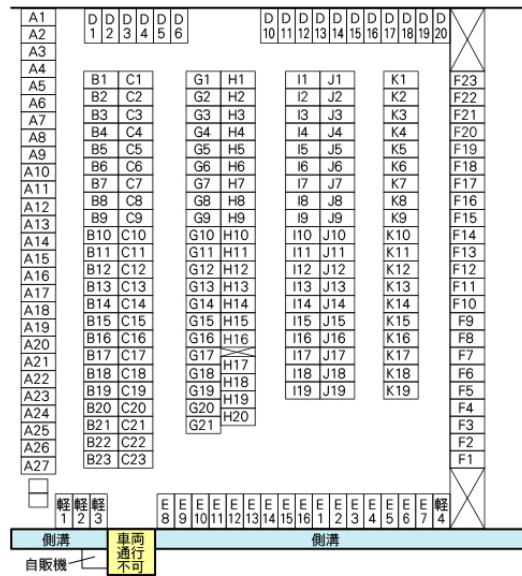 A1
A2
A3
A4
A5
A6
A7
A8
A9
A10
A11
A12
A13
A14
A15
A16
A17
A18
A19
A20
A21
A22
A23
A24
A25
A26
A27
D1 D2 D3 D4 D5 D6
D10 D11 D12 D13 D14 D15 D16 D17 D18 D19 D20
B1 C1
B2 C2
B3 C3
B4 C4
B5 C5
B6 C6
B7 C7
B8 C8
B9 C9
B10 C10
B11 C11
B12 C12
B13 C13
B14 C14
B15 C15
B16 C16
B17 C17
B18 C18
B19 C19
B20 C20
B21 C21
B22 C22
B23 C23
G1 H1
G2 H2
G3 H3
G4 H4
G5 H5
G6 H6
G7 H7
G8 H8
G9 H9
G10 H10
G11 H11
G12 H12
G13 H13
G14 H14
G15 H15
G16 H16
G17
G18 H17
G19 H18
G20 H19
G21 H20
I1 J1
I2 J2
I3 J3
I4 J4
I5 J5
I6 J6
I7 J7
I8 J8
I9 J9
I10 J10
I11 J11
I12 J12
I13 J13
I14 J14
I15 J15
I16 J16
I17 J17
I18 J18
I19 J19
K1
K2
K3
K4
K5
K6
K7
K8
K9
K10
K11
K12
K13
K14
K15
K16
K17
K18
K19
F23
F22
F21
F20
F19
F18
F17
F16
F15
F14
F13
F12
F11
F10
F9
F8
F7
F6
F5
F4
F3
F2
F1
軽1 軽2 軽3
E8 E9 E10 E11 E12 E13 E14 E15 E16 E1 E2 E3 E4 E5 E6 E7 軽4
側溝
車両
通行
不可
側溝
自販機